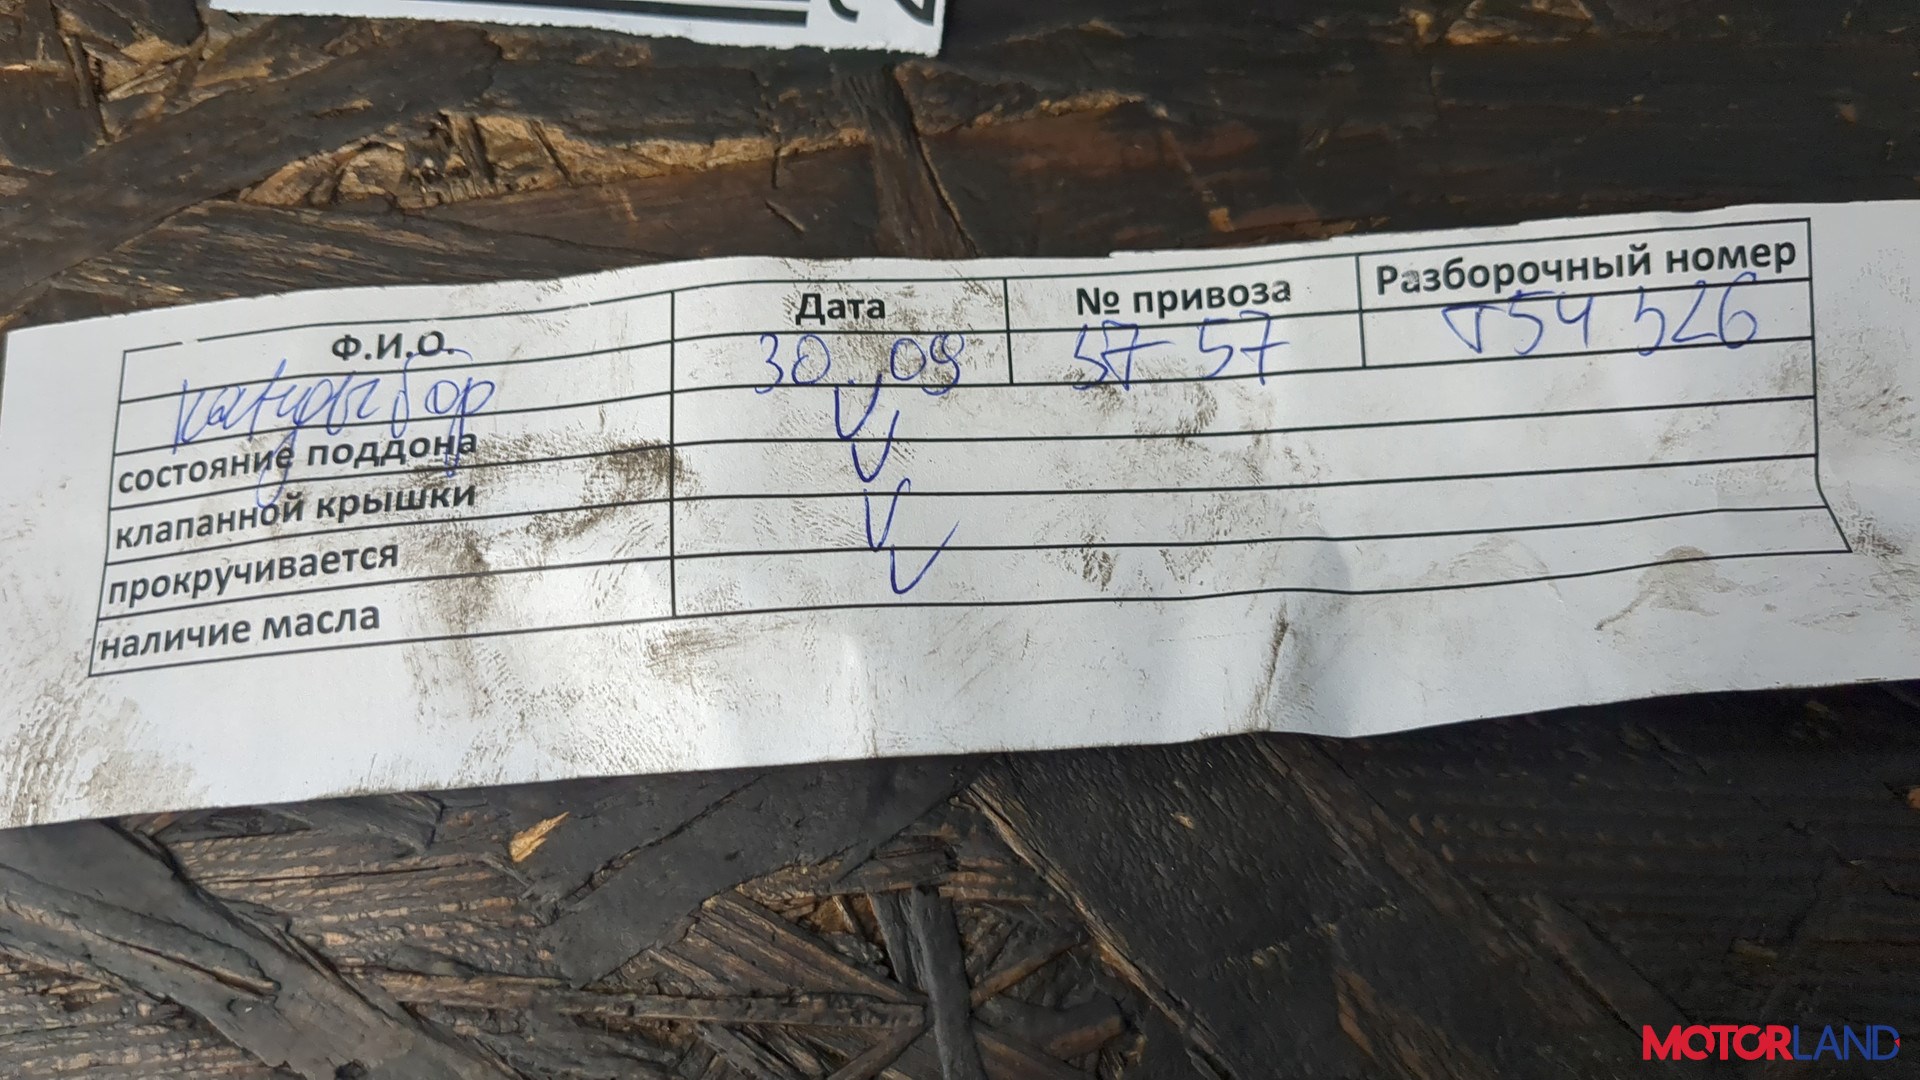 Ф.И.О. Дата № привоза Разборочный номер
30.09 5757 T54526
состояние поддона V
клапанной крышки V
прокручивается V
наличие масла V
MOTORLAND